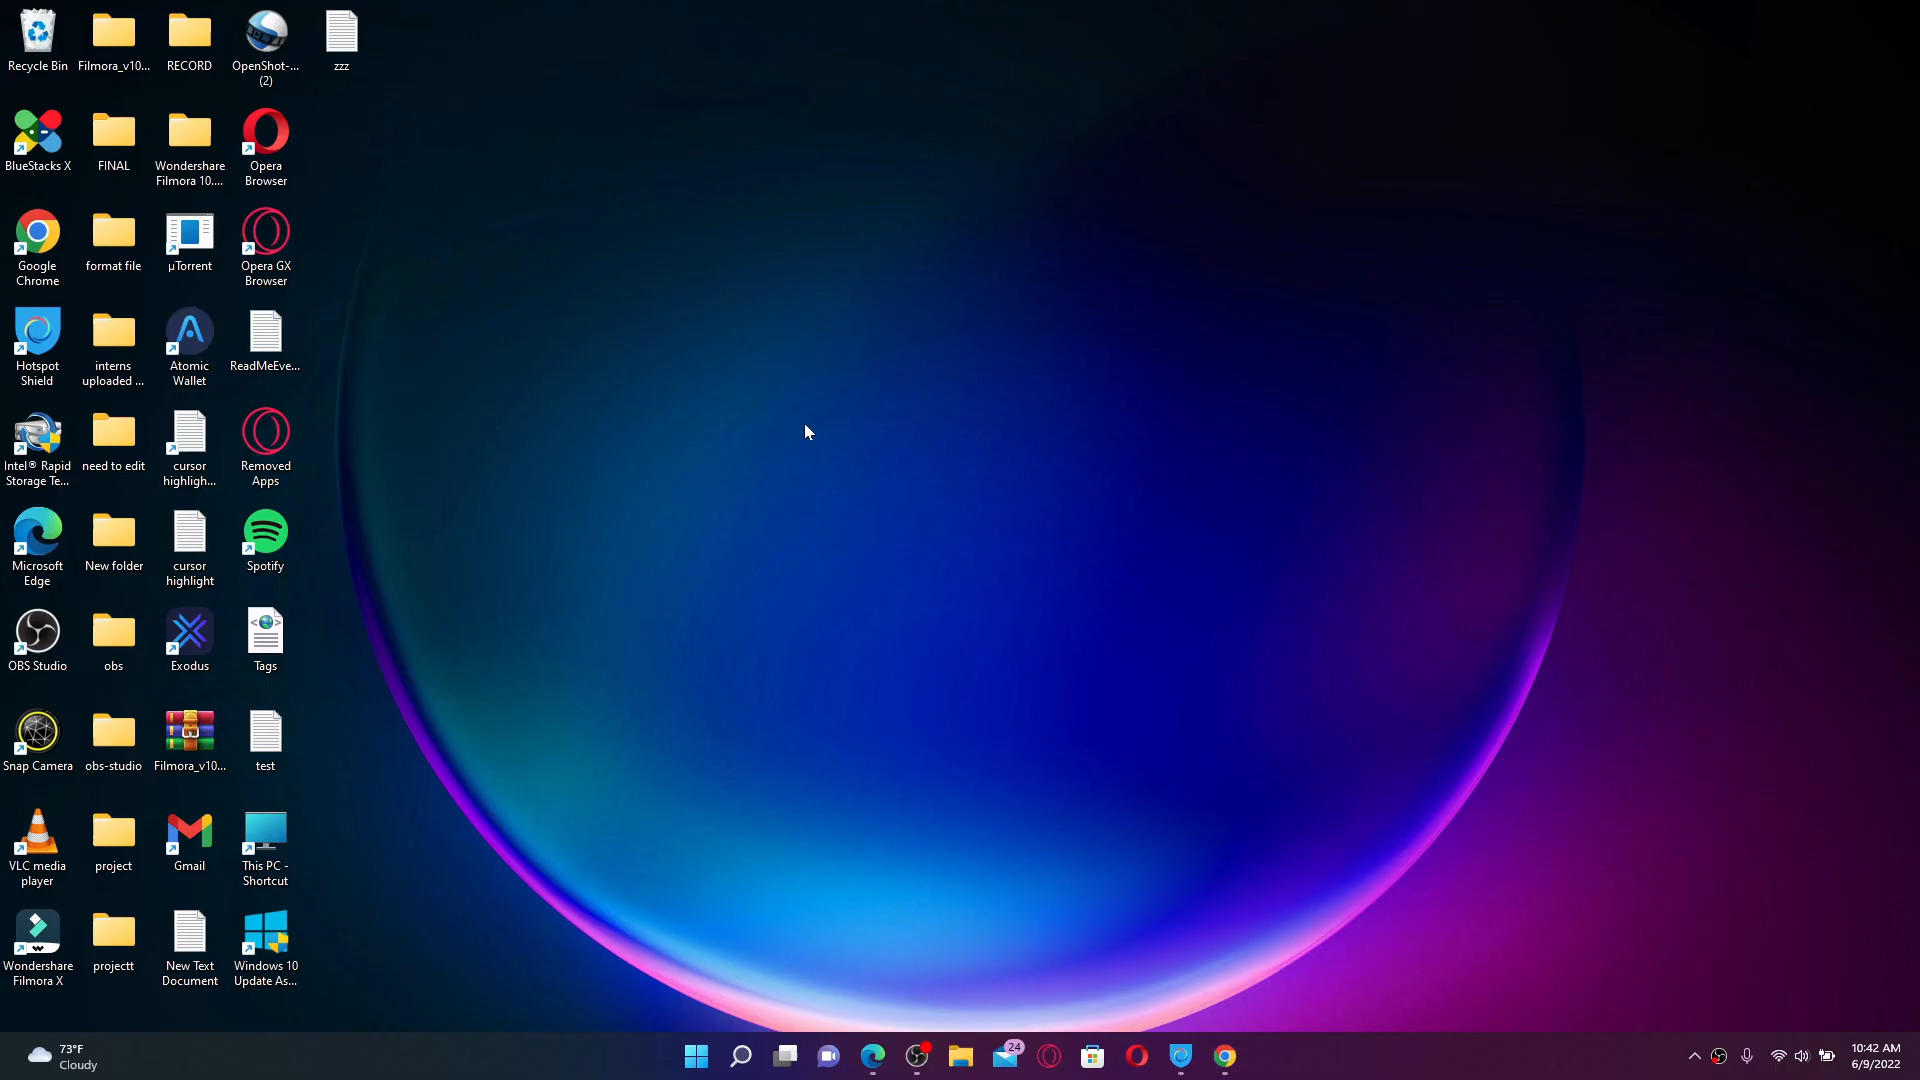 Recycle Bin
Filmora_v10...
RECORD
OpenShot-...
(2)
zzz
BlueStacks X
FINAL
Wondershare
Filmora 10....
Opera
Browser
Google
Chrome
format file
µTorrent
Opera GX
Browser
Hotspot
Shield
interns
uploaded ...
Atomic
Wallet
ReadMeEve...
Intel® Rapid
Storage Te...
need to edit
cursor
highligh...
Removed
Apps
Microsoft
Edge
New folder
cursor
highlight
Spotify
OBS Studio
obs
Exodus
Tags
Snap Camera
obs-studio
Filmora_v10...
test
VLC media
player
project
Gmail
This PC -
Shortcut
Wondershare
Filmora X
projectt
New Text
Document
Windows 10
Update As...
73°F
Cloudy
24
10:42 AM
6/9/2022